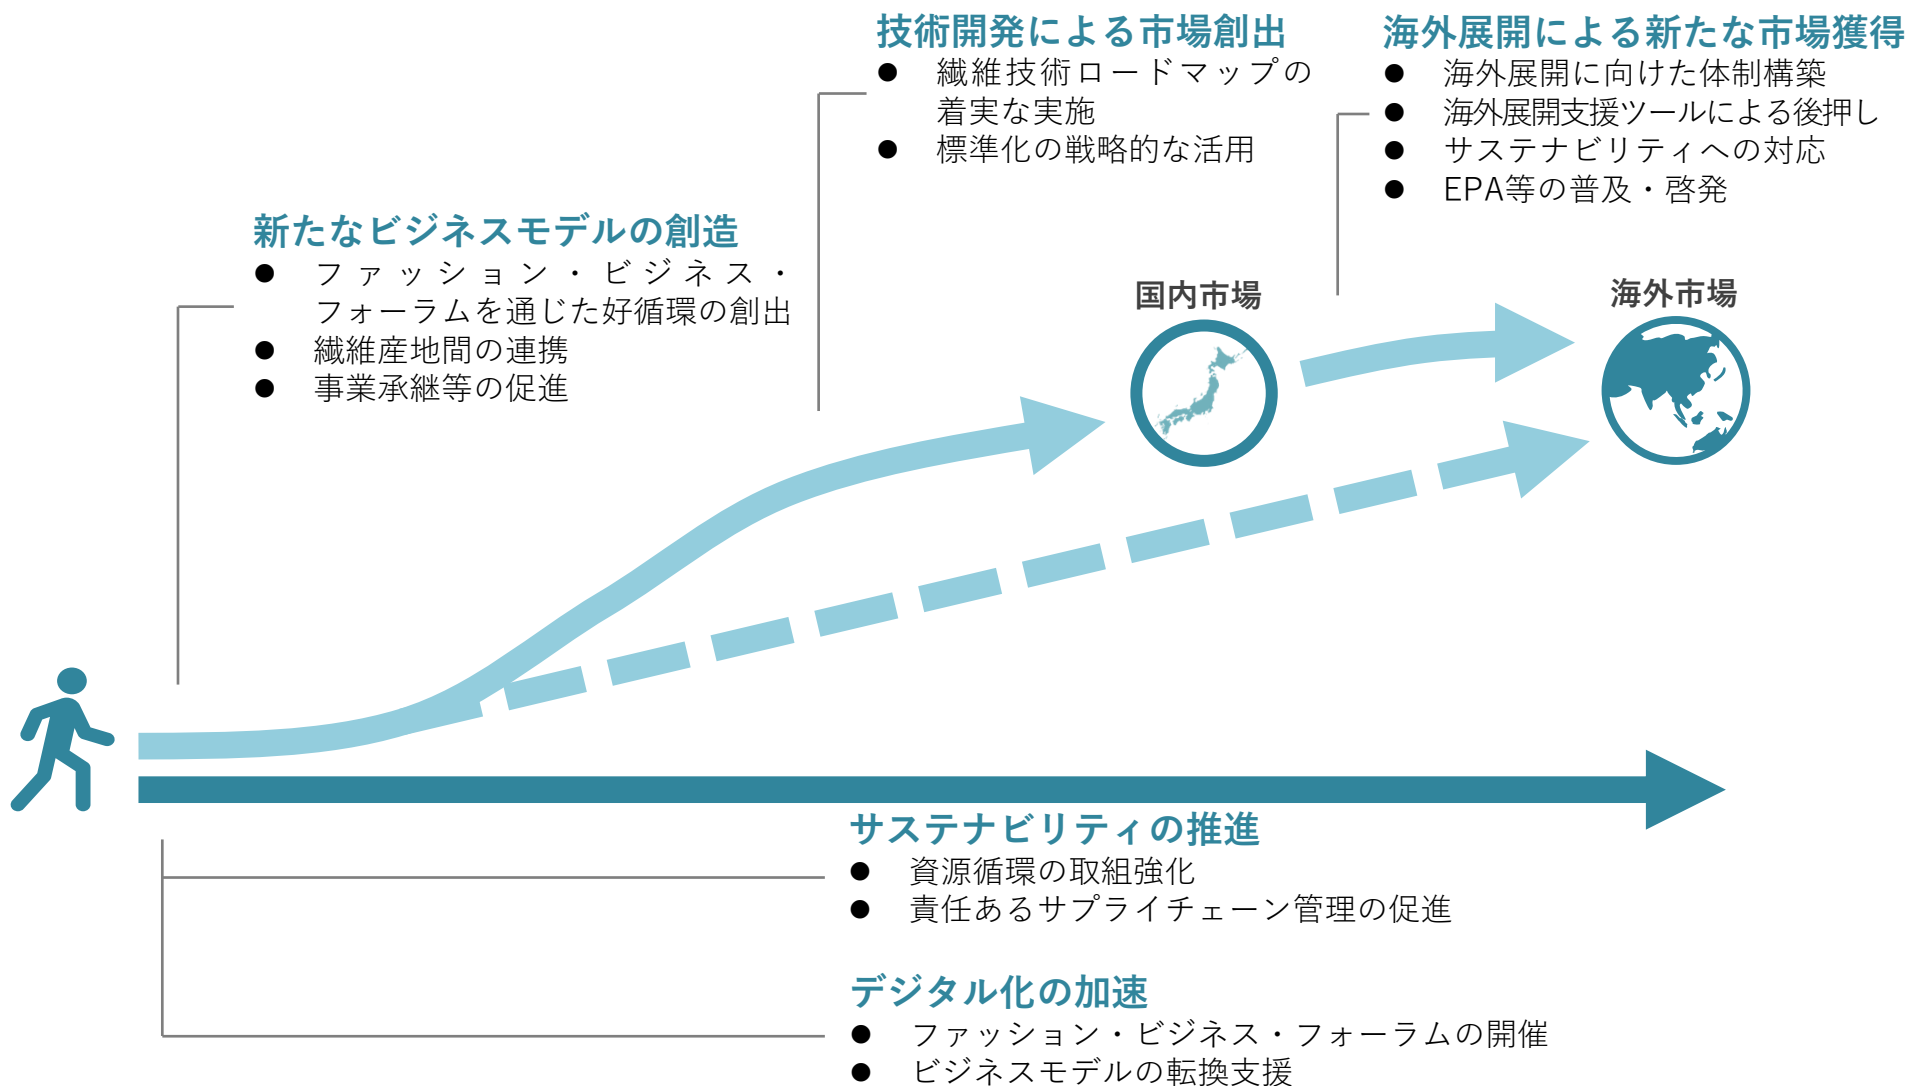 技術開発による市場創出
● 繊維技術ロードマップの
着実な実施
● 標準化の戦略的な活用
海外展開による新たな市場獲得
● 海外展開に向けた体制構築
● 海外展開支援ツールによる後押し
● サステナビリティへの対応
● EPA等の普及・啓発
新たなビジネスモデルの創造
● ファッション・ビジネス・
フォーラムを通じた好循環の創出
● 繊維産地間の連携
● 事業承継等の促進
国内市場
海外市場
サステナビリティの推進
● 資源循環の取組強化
● 責任あるサプライチェーン管理の促進
デジタル化の加速
● ファッション・ビジネス・フォーラムの開催
● ビジネスモデルの転換支援